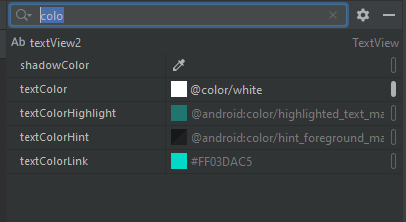 colo
Ab textView2 TextView
shadowColor
textColor @color/white
textColorHighlight @android:color/highlighted_text_ma
textColorHint @android:color/hint_foreground_ma
textColorLink #FF03DAC5